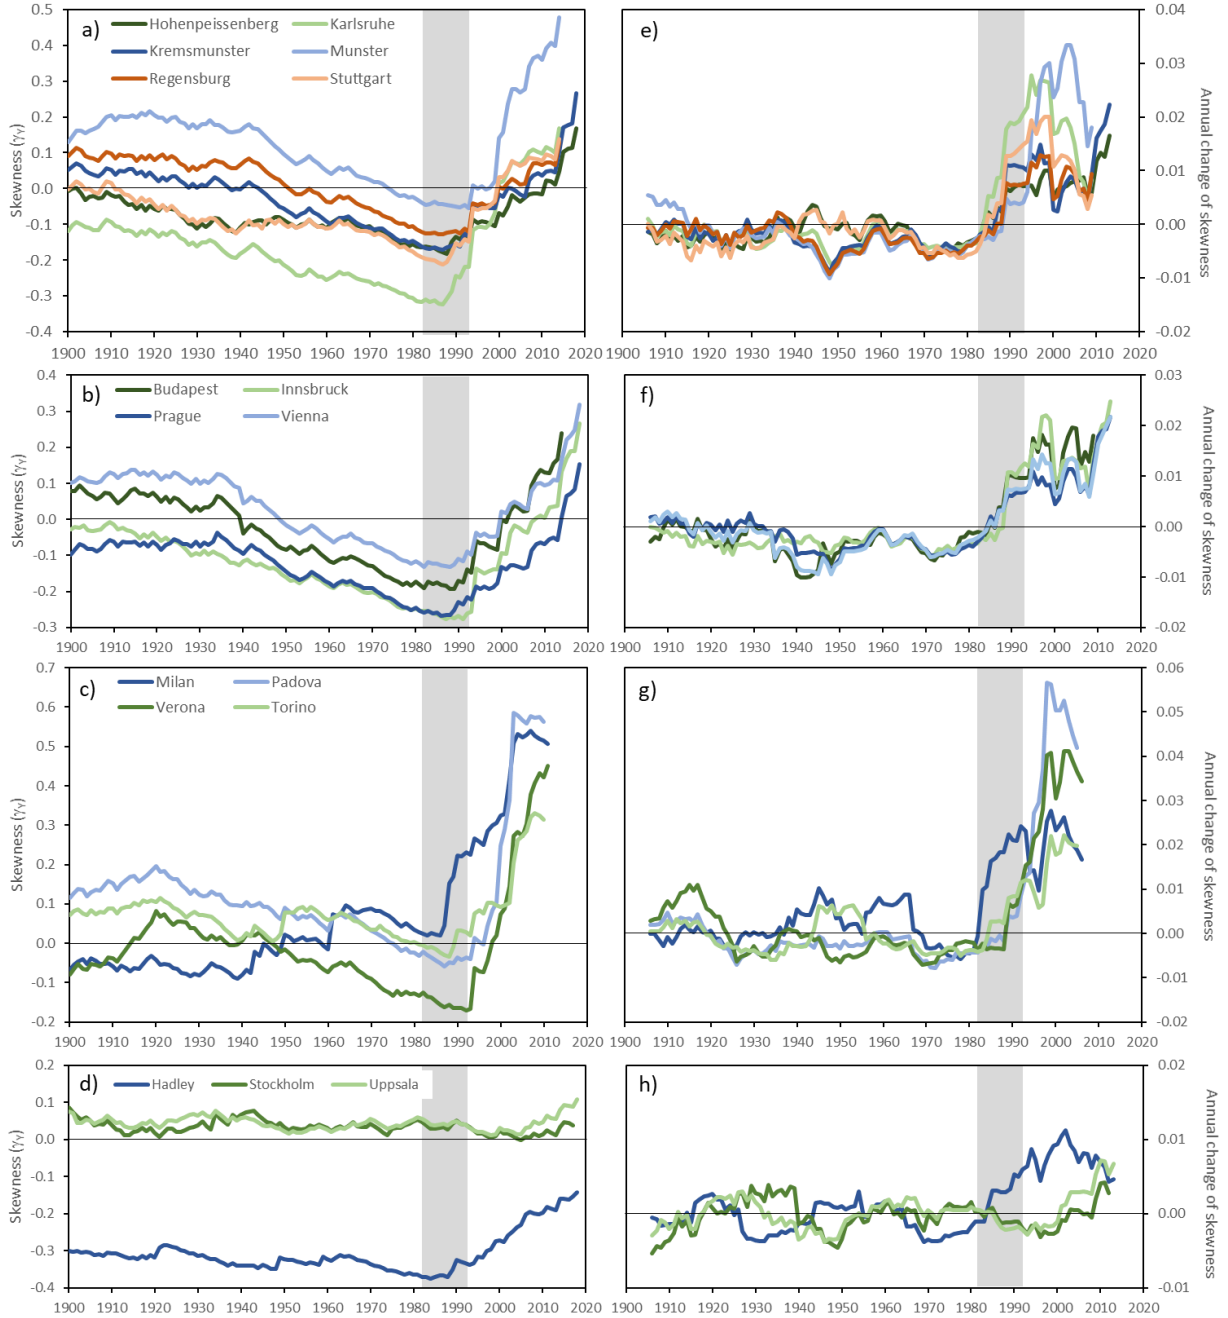 a)
Hohenpeissenberg Karlsruhe
Kremsmunster Munster
Regensburg Stuttgart
0.5
0.4
0.3
0.2
0.1
0.0
-0.1
-0.2
-0.3
-0.4
Skewness (γY)
1900 1910 1920 1930 1940 1950 1960 1970 1980 1990 2000 2010 2020
e)
0.04
0.03
0.02
0.01
0.00
-0.01
-0.02
Annual change of skewness
1900 1910 1920 1930 1940 1950 1960 1970 1980 1990 2000 2010 2020
b)
Budapest Innsbruck
Prague Vienna
0.4
0.3
0.2
0.1
0.0
-0.1
-0.2
-0.3
Skewness (γY)
1900 1910 1920 1930 1940 1950 1960 1970 1980 1990 2000 2010 2020
f)
0.03
0.02
0.01
0.00
-0.01
-0.02
Annual change of skewness
1900 1910 1920 1930 1940 1950 1960 1970 1980 1990 2000 2010 2020
c)
Milan Padova
Verona Torino
0.7
0.6
0.5
0.4
0.3
0.2
0.1
0.0
-0.1
-0.2
Skewness (γY)
1900 1910 1920 1930 1940 1950 1960 1970 1980 1990 2000 2010 2020
g)
0.06
0.05
0.04
0.03
0.02
0.01
0.00
-0.01
-0.02
Annual change of skewness
1900 1910 1920 1930 1940 1950 1960 1970 1980 1990 2000 2010 2020
d)
Hadley Stockholm Uppsala
0.2
0.1
0.0
-0.1
-0.2
-0.3
-0.4
Skewness (γY)
1900 1910 1920 1930 1940 1950 1960 1970 1980 1990 2000 2010 2020
h)
0.02
0.01
0.00
-0.01
Annual change of skewness
1900 1910 1920 1930 1940 1950 1960 1970 1980 1990 2000 2010 2020